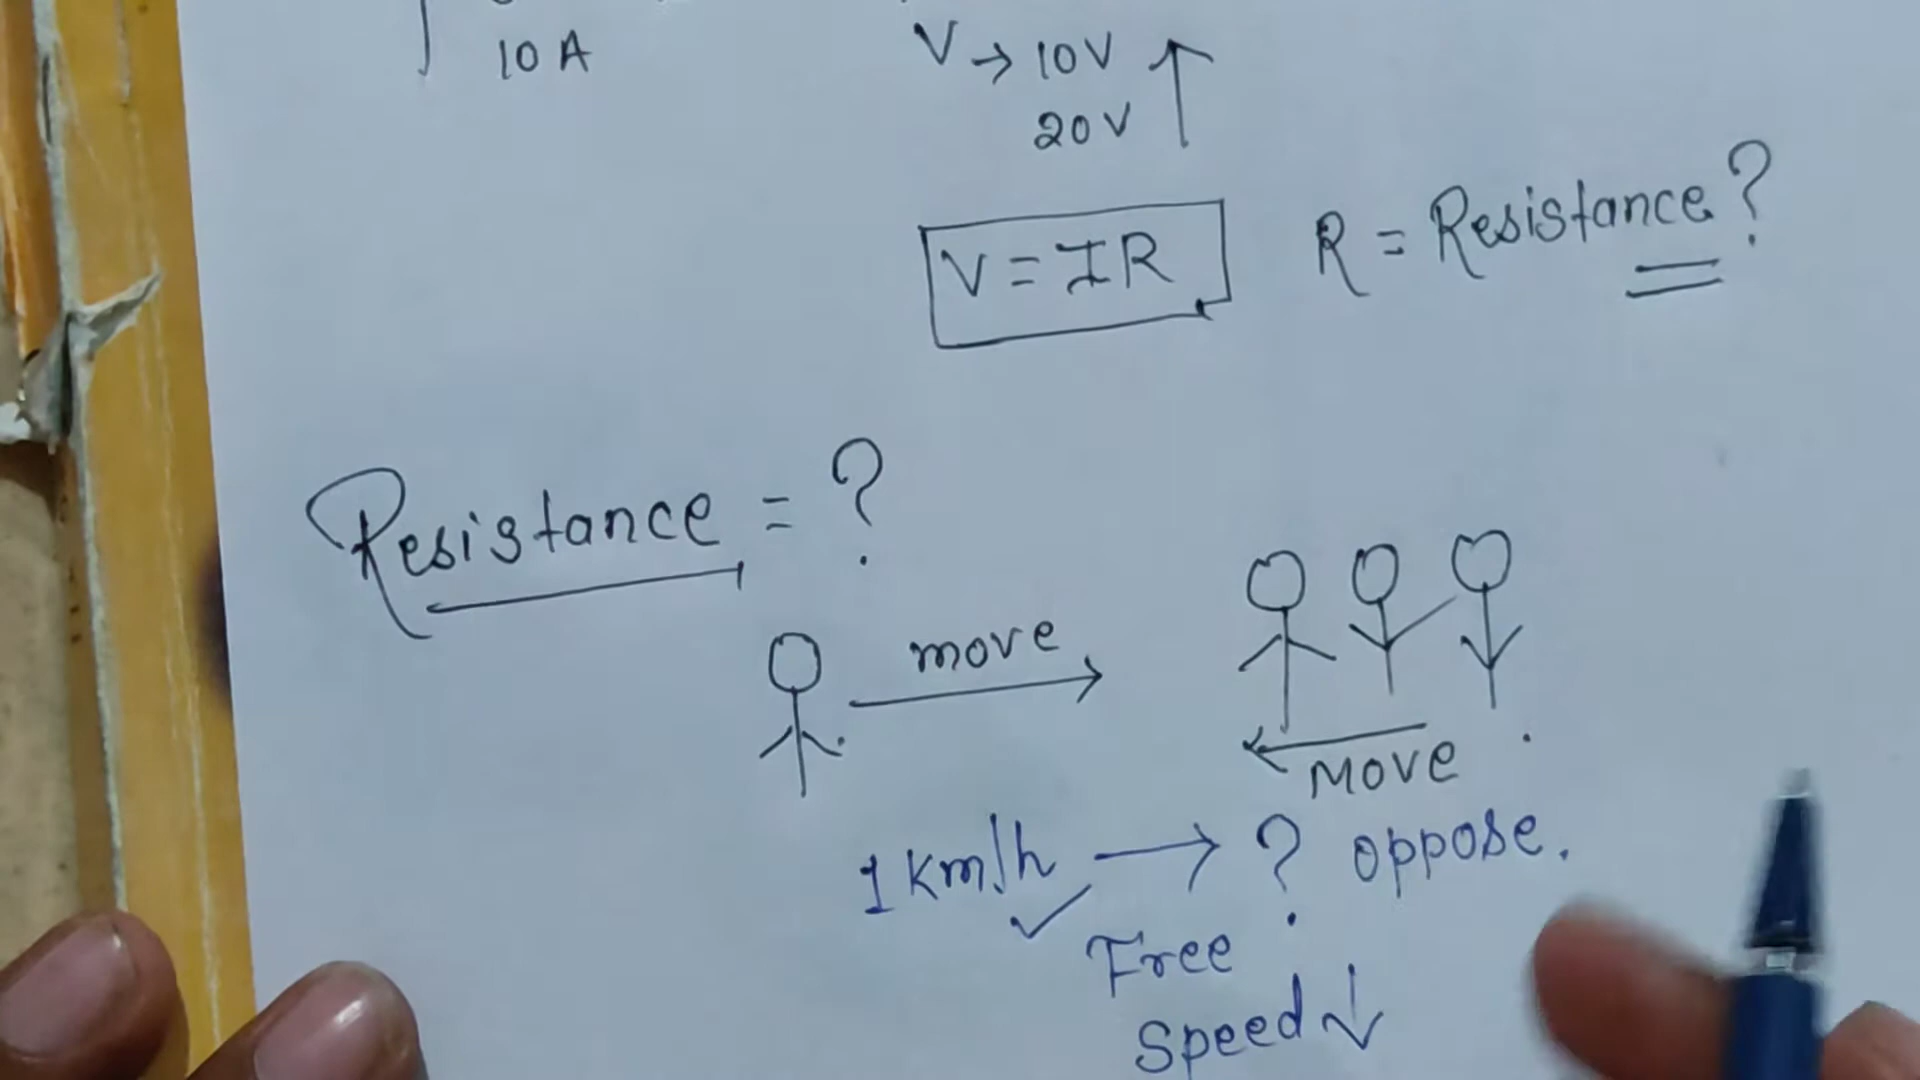 10 A
V → 10V
20V
V = IR
R = Resistance?
Resistance = ?
move
MOVE
1 Km/h → ? oppose.
Free
Speed ↓